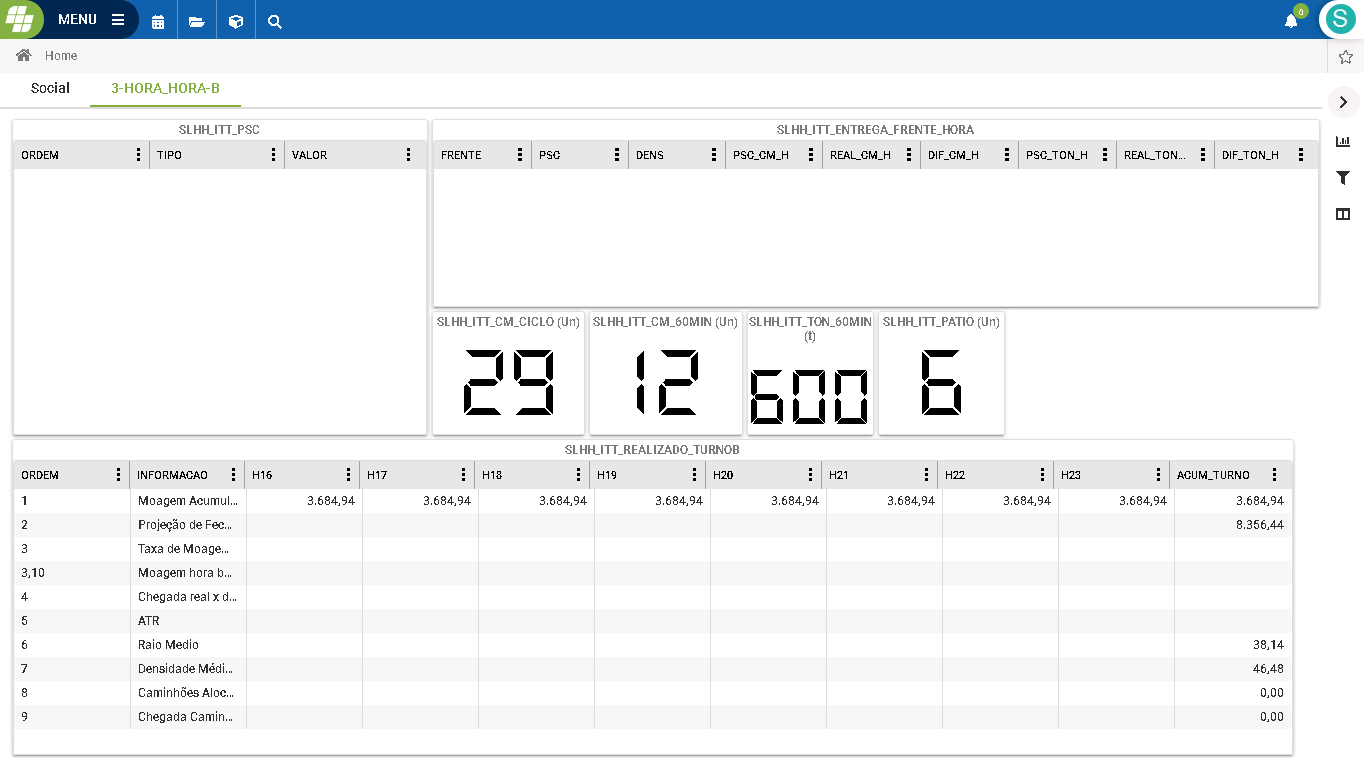 MENU
0
S
Home
Social 3-HORA_HORA-B
SLHH_ITT_PSC
ORDEM TIPO VALOR
SLHH_ITT_ENTREGA_FRENTE_HORA
FRENTE PSC DENS PSC_CM_H REAL_CM_H DIF_CM_H PSC_TON_H REAL_TON... DIF_TON_H
SLHH_ITT_CM_CICLO (Un)
29
SLHH_ITT_CM_60MIN (Un)
12
SLHH_ITT_TON_60MIN
(t)
600
SLHH_ITT_PATIO (Un)
6
SLHH_ITT_REALIZADO_TURNOB
ORDEM INFORMACAO H16 H17 H18 H19 H20 H21 H22 H23 ACUM_TURNO
1 Moagem Acumul... 3.684,94 3.684,94 3.684,94 3.684,94 3.684,94 3.684,94 3.684,94 3.684,94 3.684,94
2 Projeção de Fec... 8.356,44
3 Taxa de Moage...
3,10 Moagem hora b...
4 Chegada real x d...
5 ATR
6 Raio Medio 38,14
7 Densidade Médi... 46,48
8 Caminhões Aloc... 0,00
9 Chegada Camin... 0,00